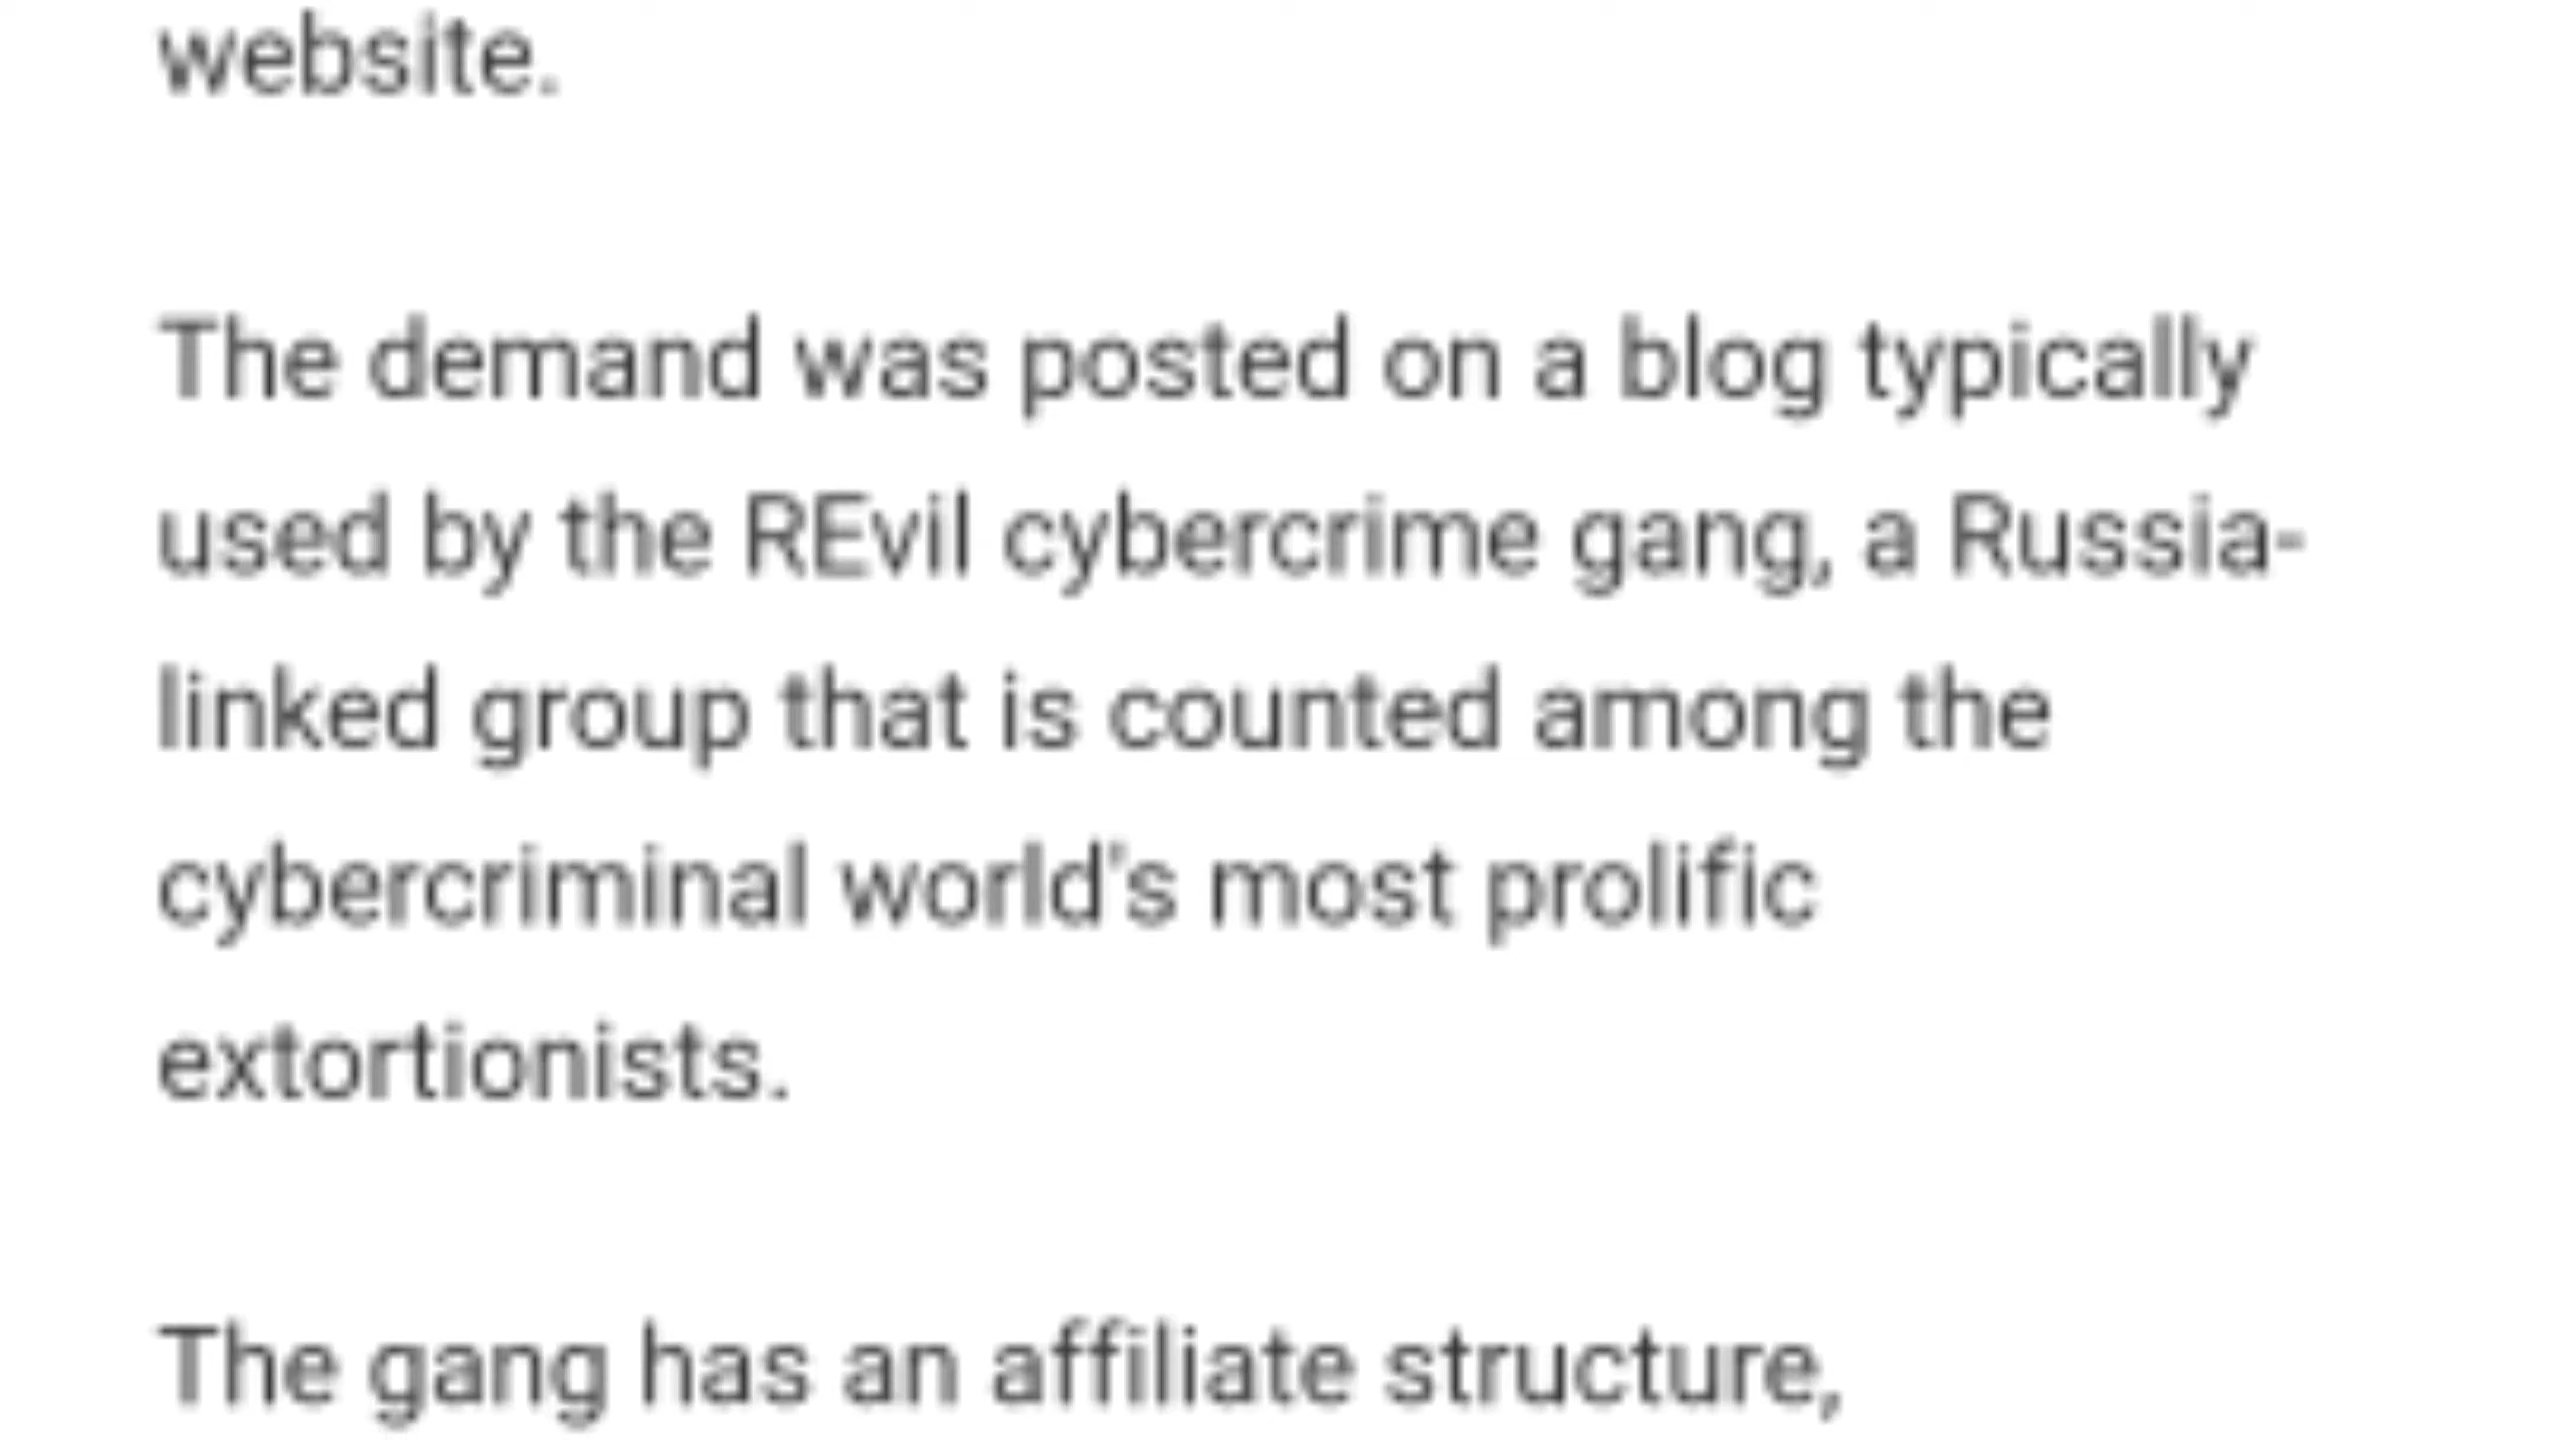 website.
The demand was posted on a blog typically
used by the REvil cybercrime gang, a Russia-
linked group that is counted among the
cybercriminal world's most prolific
extortionists.
The gang has an affiliate structure,